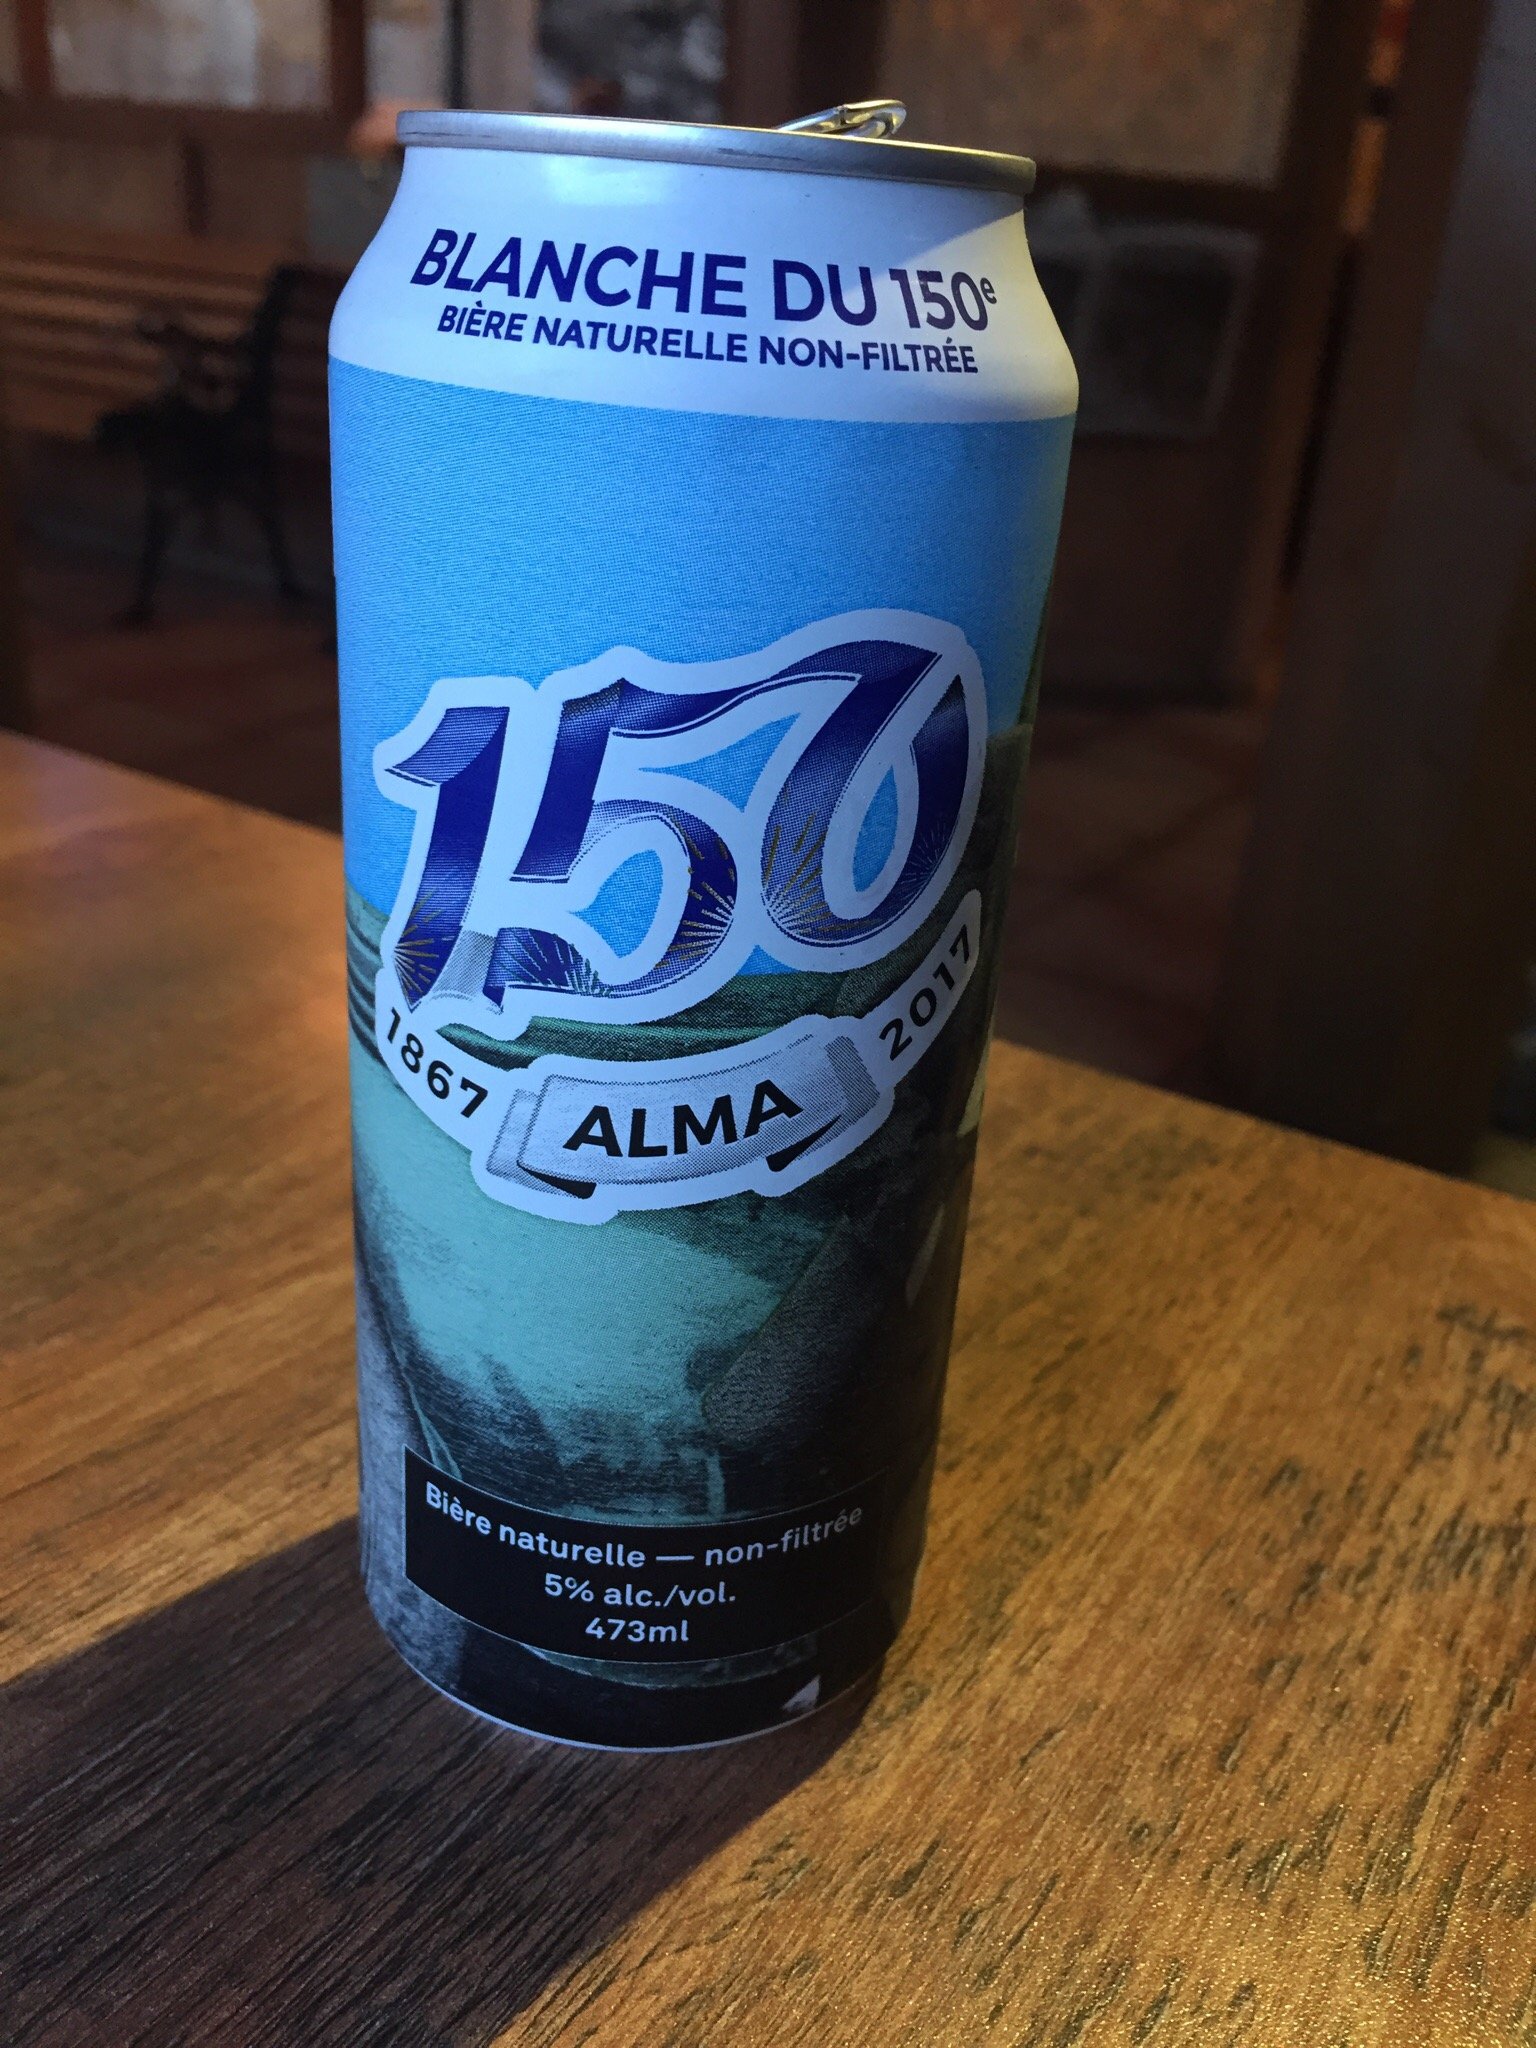 BLANCHE DU 150e
BIÈRE NATURELLE NON-FILTRÉE
150
1867 ALMA 2017
Bière naturelle — non-filtrée
5% alc./vol.
473ml